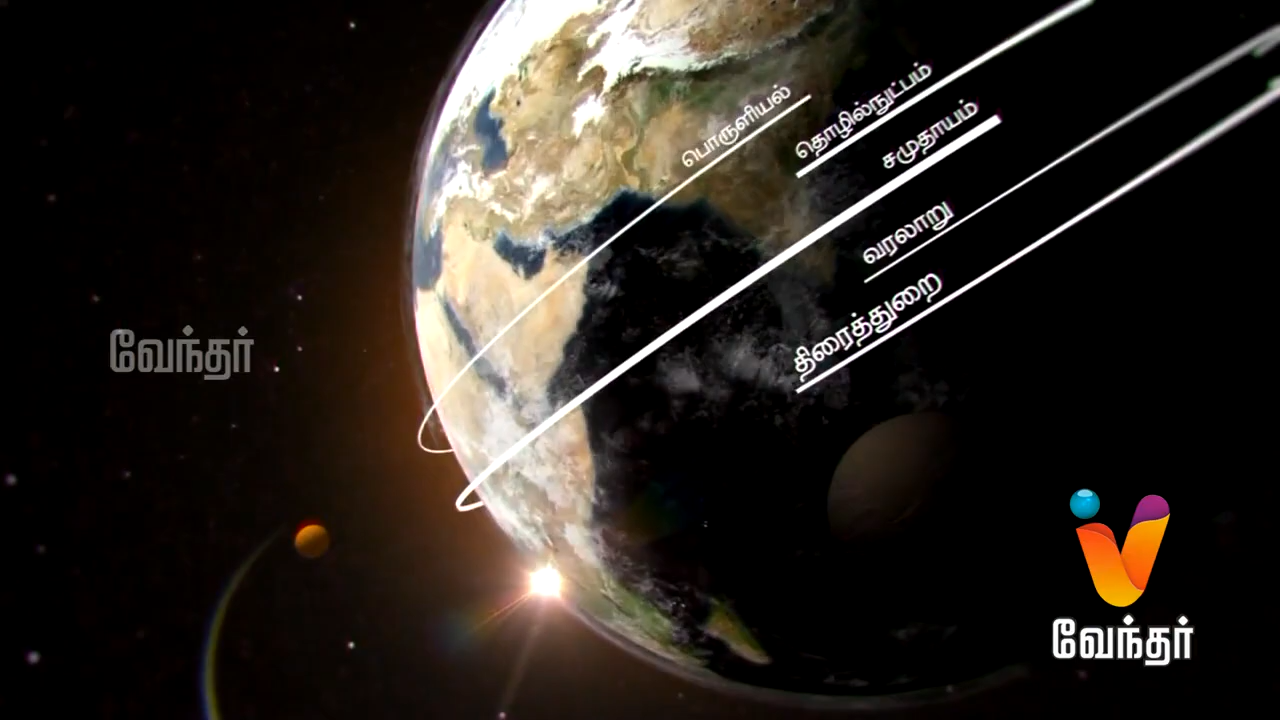 பொருளியல்
தொழில்நுட்பம்
சமுதாயம்
வரலாறு
திரைத்துறை
வேந்தர்
வேந்தர்